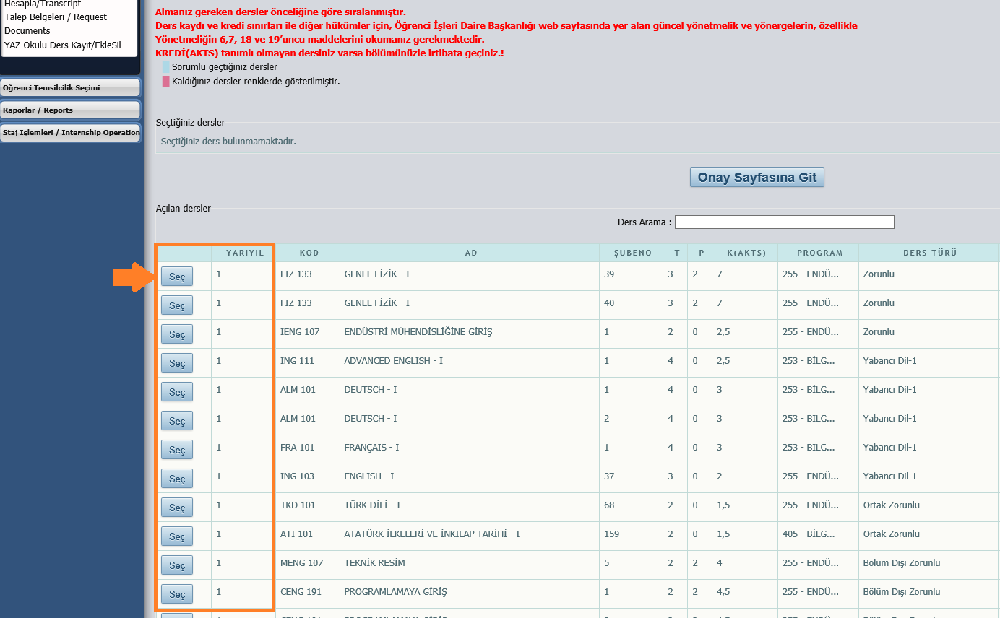 Hesapla/Transcript
Talep Belgeleri / Request
Documents
YAZ Okulu Ders Kayıt/EkleSil
Öğrenci Temsilcilik Seçimi
Raporlar / Reports
Staj İşlemleri / Internship Operation
Almanız gereken dersler önceliğine göre sıralanmıştır.
Ders kaydı ve kredi sınırları ile diğer hükümler için, Öğrenci İşleri Daire Başkanlığı web sayfasında yer alan güncel yönetmelik ve yönergelerin, özellikle
Yönetmeliğin 6,7, 18 ve 19’uncu maddelerini okumanız gerekmektedir.
KREDİ(AKTS) tanımlı olmayan dersiniz varsa bölümünüzle irtibata geçiniz.!
Sorumlu geçtiğiniz dersler
Kaldığınız dersler renklerde gösterilmiştir.
Seçtiğiniz dersler
Seçtiğiniz ders bulunmamaktadır.
Onay Sayfasına Git
Açılan dersler
Ders Arama :
YARIYIL KOD AD ŞUBENO T P K(AKTS) PROGRAM DERS TÜRÜ
Seç 1 FIZ 133 GENEL FİZİK - I 39 3 2 7 255 - ENDÜ... Zorunlu
Seç 1 FIZ 133 GENEL FİZİK - I 40 3 2 7 255 - ENDÜ... Zorunlu
Seç 1 IENG 107 ENDÜSTRİ MÜHENDİSLİĞİNE GİRİŞ 1 2 0 2,5 255 - ENDÜ... Zorunlu
Seç 1 ING 111 ADVANCED ENGLISH - I 1 4 0 2,5 253 - BİLG... Yabancı Dil-1
Seç 1 ALM 101 DEUTSCH - I 1 4 0 3 253 - BİLG... Yabancı Dil-1
Seç 1 ALM 101 DEUTSCH - I 2 4 0 3 253 - BİLG... Yabancı Dil-1
Seç 1 FRA 101 FRANÇAIS - I 1 4 0 3 253 - BİLG... Yabancı Dil-1
Seç 1 ING 103 ENGLISH - I 37 3 0 2 255 - ENDÜ... Yabancı Dil-1
Seç 1 TKD 101 TÜRK DİLİ - I 68 2 0 1,5 255 - ENDÜ... Ortak Zorunlu
Seç 1 ATI 101 ATATÜRK İLKELERİ VE İNKILAP TARİHİ - I 159 2 0 1,5 405 - BİLG... Ortak Zorunlu
Seç 1 MENG 107 TEKNİK RESİM 5 2 2 4 255 - ENDÜ... Bölüm Dışı Zorunlu
Seç 1 CENG 191 PROGRAMLAMAYA GİRİŞ 1 2 2 4,5 255 - ENDÜ... Bölüm Dışı Zorunlu